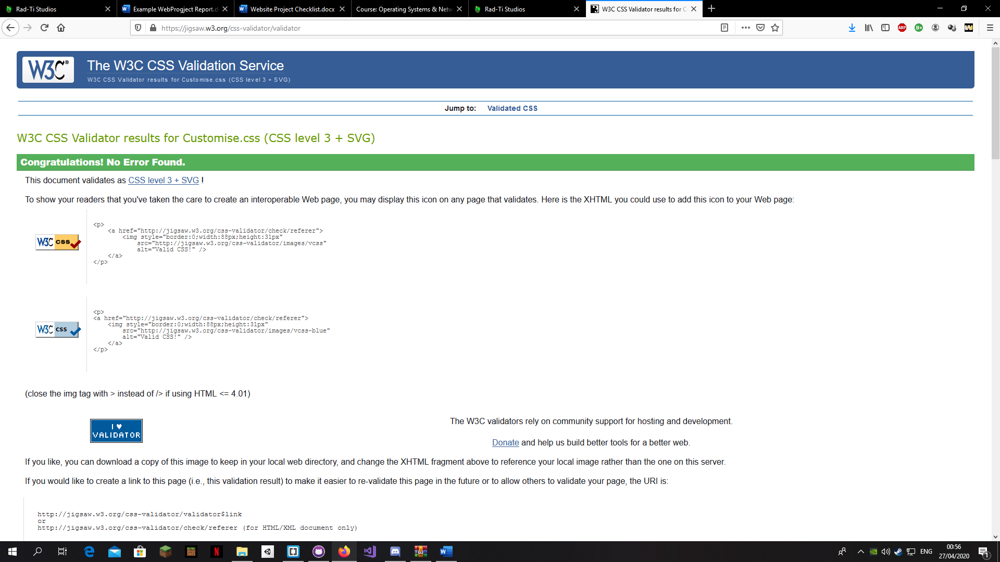 Rad-Ti Studios
Example WebProgject Report.d
Website Project Checklist.docx
Course: Operating Systems & Netw
Rad-Ti Studios
W3C CSS Validator results for C
https://jigsaw.w3.org/css-validator/validator
ABP
B+
W3C®
The W3C CSS Validation Service
W3C CSS Validator results for Customise.css (CSS level 3 + SVG)
Jump to: Validated CSS
W3C CSS Validator results for Customise.css (CSS level 3 + SVG)
Congratulations! No Error Found.
This document validates as CSS level 3 + SVG !
To show your readers that you've taken the care to create an interoperable Web page, you may display this icon on any page that validates. Here is the XHTML you could use to add this icon to your Web page:
W3C css
<p>
<a href="http://jigsaw.w3.org/css-validator/check/referer">
<img style="border:0;width:88px;height:31px"
src="http://jigsaw.w3.org/css-validator/images/vcss"
alt="Valid CSS!" />
</a>
</p>
W3C css
<p>
<a href="http://jigsaw.w3.org/css-validator/check/referer">
<img style="border:0;width:88px;height:31px"
src="http://jigsaw.w3.org/css-validator/images/vcss-blue"
alt="Valid CSS!" />
</a>
</p>
(close the img tag with > instead of /> if using HTML <= 4.01)
I ♥
VALIDATOR
The W3C validators rely on community support for hosting and development.
Donate and help us build better tools for a better web.
If you like, you can download a copy of this image to keep in your local web directory, and change the XHTML fragment above to reference your local image rather than the one on this server.
If you would like to create a link to this page (i.e., this validation result) to make it easier to re-validate this page in the future or to allow others to validate your page, the URI is:
http://jigsaw.w3.org/css-validator/validator$link
or
http://jigsaw.w3.org/css-validator/check/referer (for HTML/XML document only)
ENG
00:56
27/04/2020
1